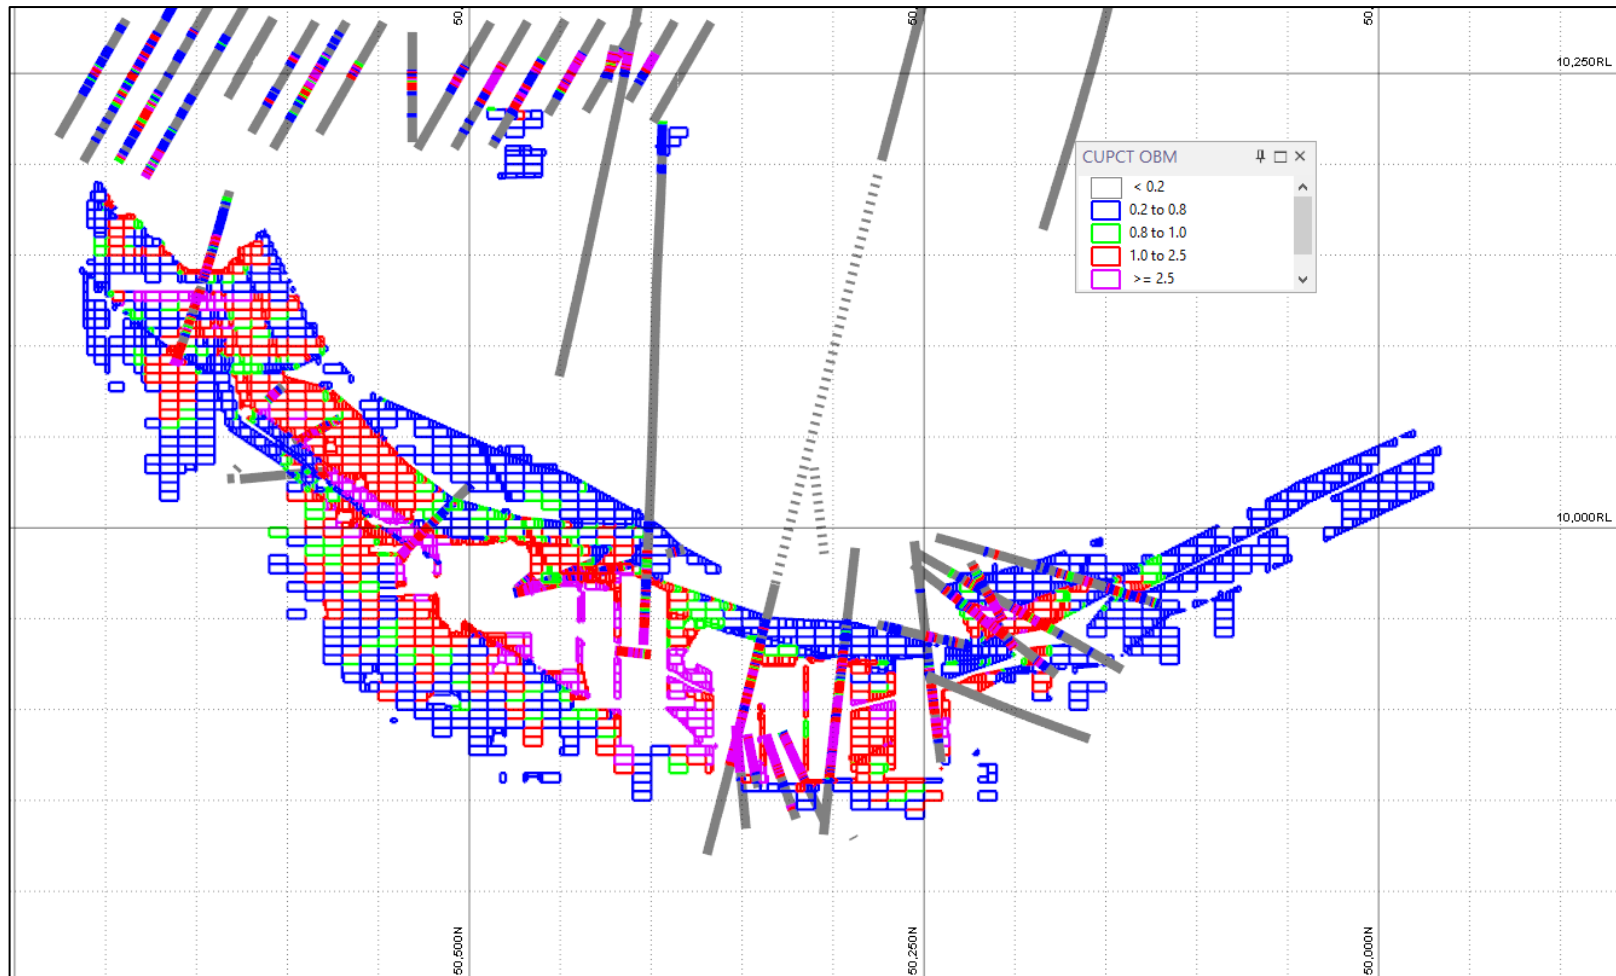 50,
50,
50,
10,250RL
CUPCT OBM
< 0.2
0.2 to 0.8
0.8 to 1.0
1.0 to 2.5
>= 2.5
10,000RL
50,500N
50,250N
50,000N